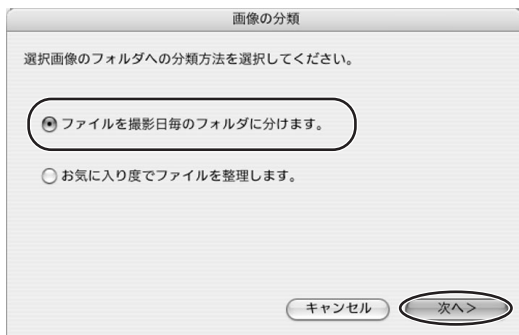 画像の分類
選択画像のフォルダへの分類方法を選択してください。
ファイルを撮影日毎のフォルダに分けます。
お気に入り度でファイルを整理します。
キャンセル
次へ>